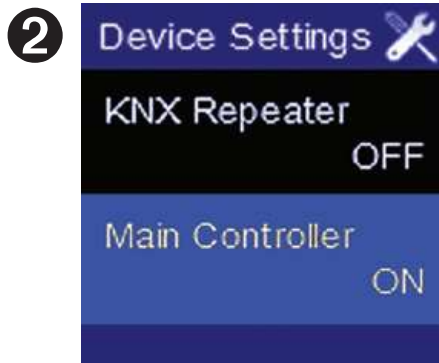 2
Device Settings
KNX Repeater
OFF
Main Controller
ON